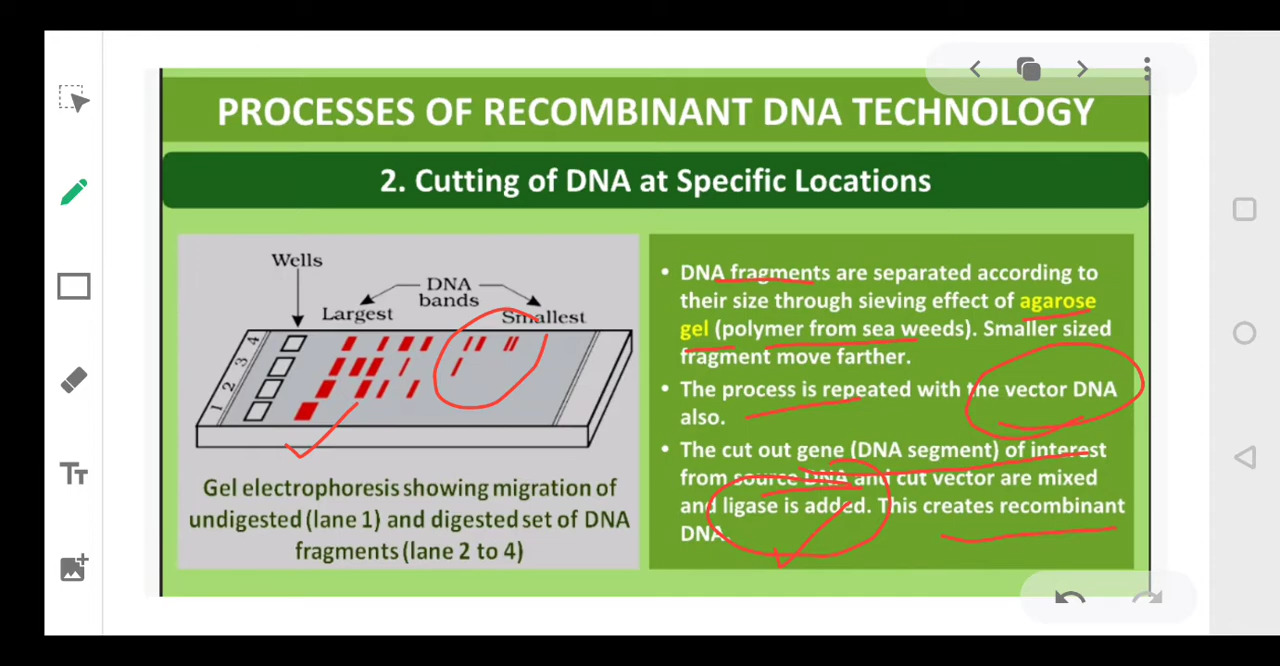 PROCESSES OF RECOMBINANT DNA TECHNOLOGY
2. Cutting of DNA at Specific Locations
Wells
DNA
bands
Largest
Smallest
4
3
2
1
Gel electrophoresis showing migration of
undigested (lane 1) and digested set of DNA
fragments (lane 2 to 4)
• DNA fragments are separated according to
their size through sieving effect of agarose
gel (polymer from sea weeds). Smaller sized
fragment move farther.
• The process is repeated with the vector DNA
also.
• The cut out gene (DNA segment) of interest
from source DNA and cut vector are mixed
and ligase is added. This creates recombinant
DNA.
TT